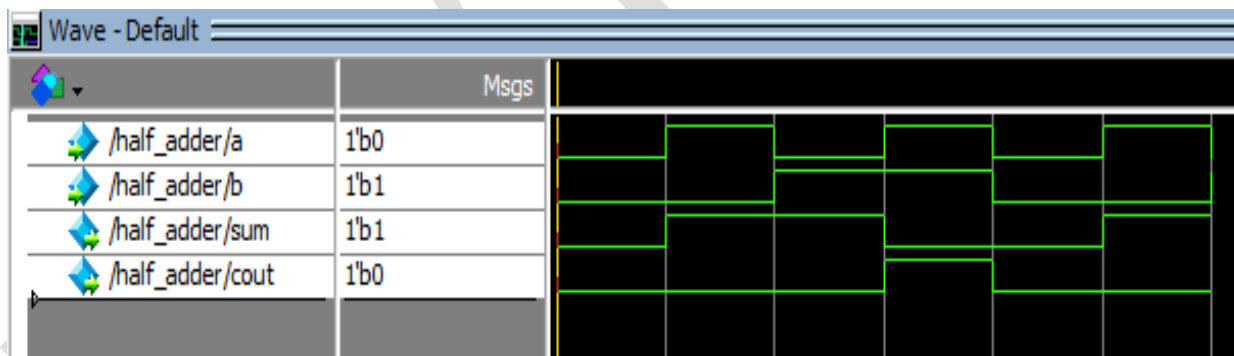 Wave - Default
Msgs
/half_adder/a 1'b0
/half_adder/b 1'b1
/half_adder/sum 1'b1
/half_adder/cout 1'b0